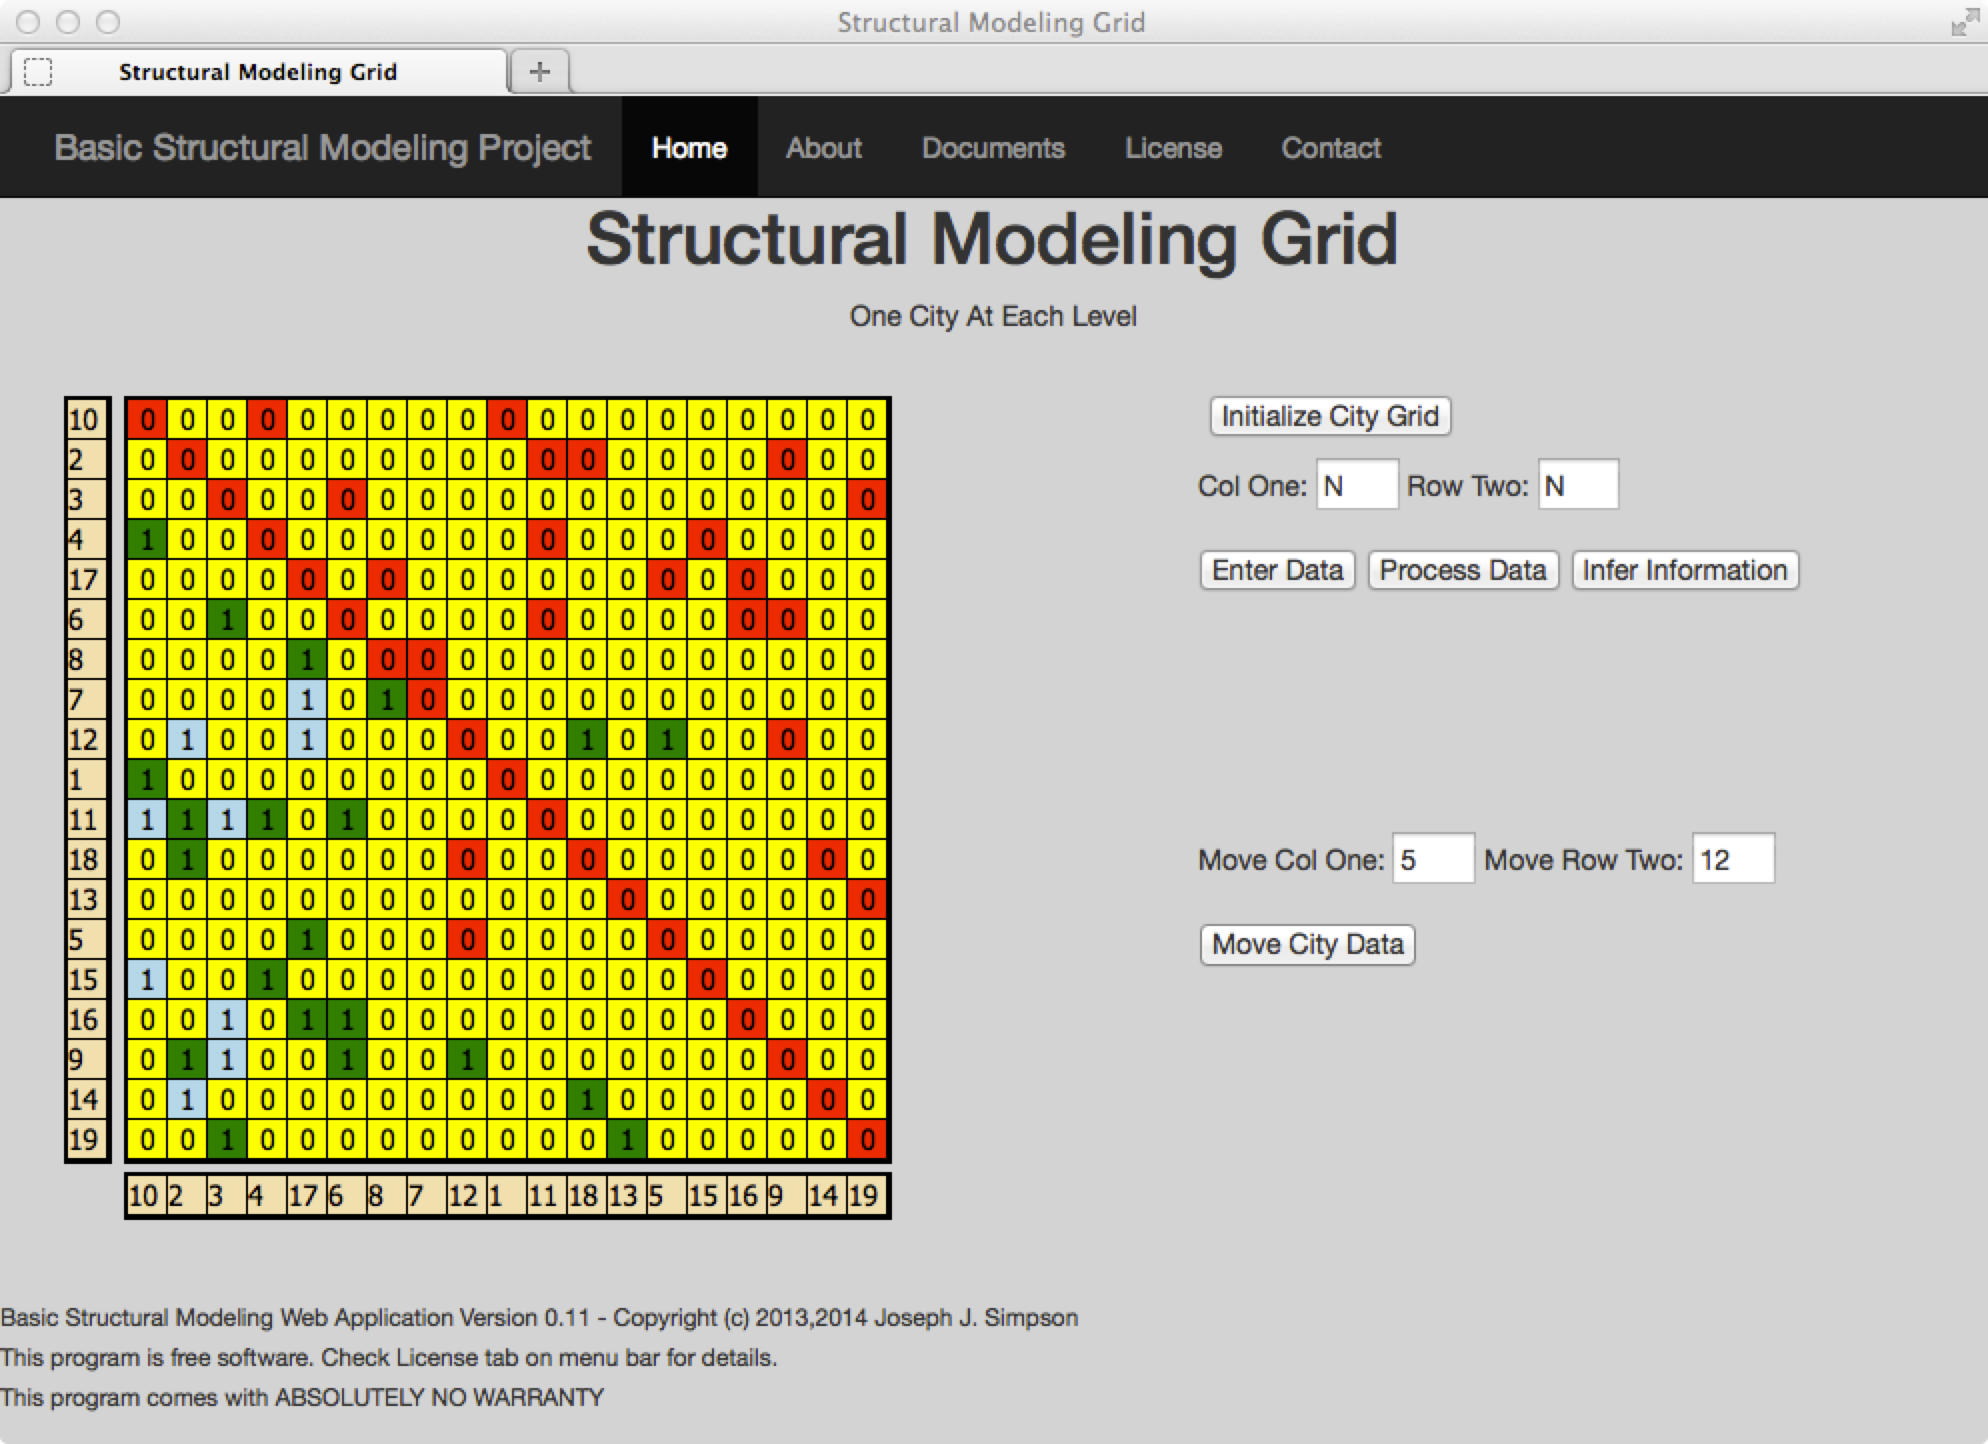 Structural Modeling Grid
Structural Modeling Grid +
Basic Structural Modeling Project Home About Documents License Contact
Structural Modeling Grid
One City At Each Level
10 0 0 0 0 0 0 0 0 0 0 0 0 0 0 0 0 0 0 0
2 0 0 0 0 0 0 0 0 0 0 0 0 0 0 0 0 0 0 0
3 0 0 0 0 0 0 0 0 0 0 0 0 0 0 0 0 0 0 0
4 1 0 0 0 0 0 0 0 0 0 0 0 0 0 0 0 0 0 0
17 0 0 0 0 0 0 0 0 0 0 0 0 0 0 0 0 0 0 0
6 0 0 1 0 0 0 0 0 0 0 0 0 0 0 0 0 0 0 0
8 0 0 0 0 1 0 0 0 0 0 0 0 0 0 0 0 0 0 0
7 0 0 0 0 1 0 1 0 0 0 0 0 0 0 0 0 0 0 0
12 0 1 0 0 1 0 0 0 0 0 0 1 0 1 0 0 0 0 0
1 1 0 0 0 0 0 0 0 0 0 0 0 0 0 0 0 0 0 0
11 1 1 1 1 0 1 0 0 0 0 0 0 0 0 0 0 0 0 0
18 0 1 0 0 0 0 0 0 0 0 0 0 0 0 0 0 0 0 0
13 0 0 0 0 0 0 0 0 0 0 0 0 0 0 0 0 0 0 0
5 0 0 0 0 1 0 0 0 0 0 0 0 0 0 0 0 0 0 0
15 1 0 0 1 0 0 0 0 0 0 0 0 0 0 0 0 0 0 0
16 0 0 1 0 1 1 0 0 0 0 0 0 0 0 0 0 0 0 0
9 0 1 1 0 0 1 0 0 1 0 0 0 0 0 0 0 0 0 0
14 0 1 0 0 0 0 0 0 0 0 0 1 0 0 0 0 0 0 0
19 0 0 1 0 0 0 0 0 0 0 0 0 1 0 0 0 0 0 0
10 2 3 4 17 6 8 7 12 1 11 18 13 5 15 16 9 14 19
Initialize City Grid
Col One: N Row Two: N
Enter Data Process Data Infer Information
Move Col One: 5 Move Row Two: 12
Move City Data
Basic Structural Modeling Web Application Version 0.11 - Copyright (c) 2013,2014 Joseph J. Simpson
This program is free software. Check License tab on menu bar for details.
This program comes with ABSOLUTELY NO WARRANTY